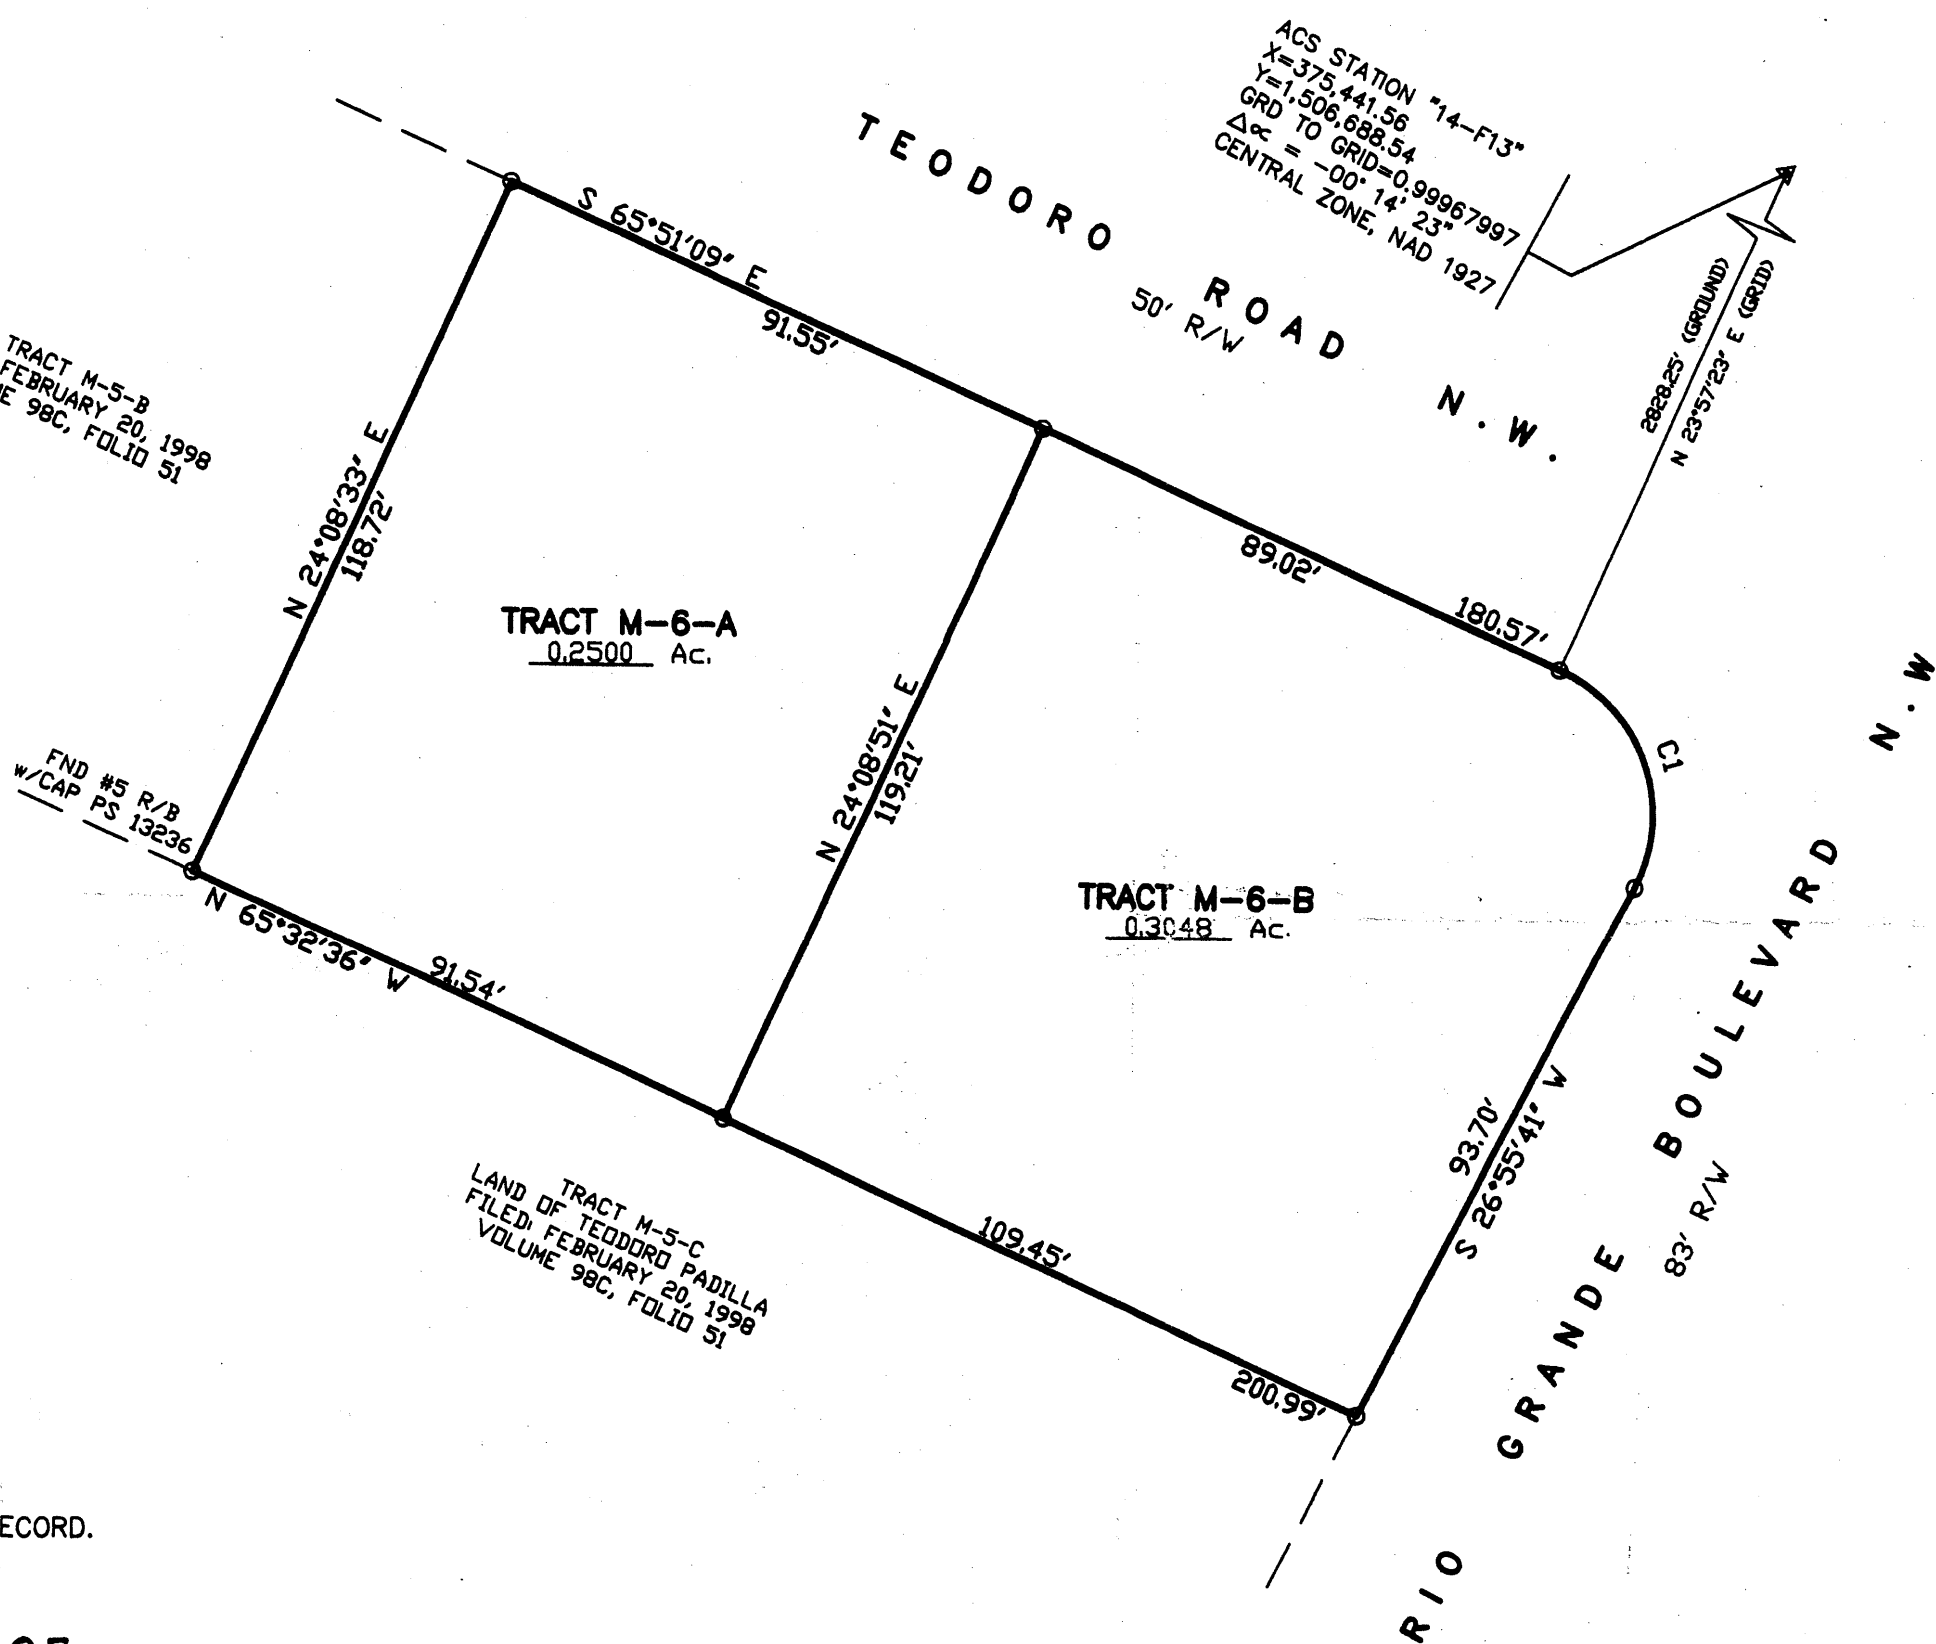 ACS STATION "14-F13"
X=375,441.56
Y=1,506,688.54
GRD TO GRID=0.99967997
Δ∝ = -00° 14' 23"
CENTRAL ZONE, NAD 1927
TEODORO ROAD N.W.
50' R/W
2828.25' (GROUND)
N 23°57'23" E (GRID)
S 65°51'09" E
91.55'
89.02'
180.57'
C1
TRACT M-5-B
FEBRUARY 20, 1998
98C, FOLIO 51
N 24°08'33" E
118.72'
TRACT M-6-A
0.2500 Ac.
N 24°08'51" E
119.21'
FND #5 R/B
w/CAP PS 13236
N 65°32'36" W
91.54'
TRACT M-6-B
0.3048 Ac.
93.70'
S 26°55'41" W
109.45'
200.99'
TRACT M-5-C
LAND OF TEODORO PADILLA
FILED: FEBRUARY 20, 1998
VOLUME 98C, FOLIO 51
RIO GRANDE BOULEVARD N.W
83' R/W
ECORD.